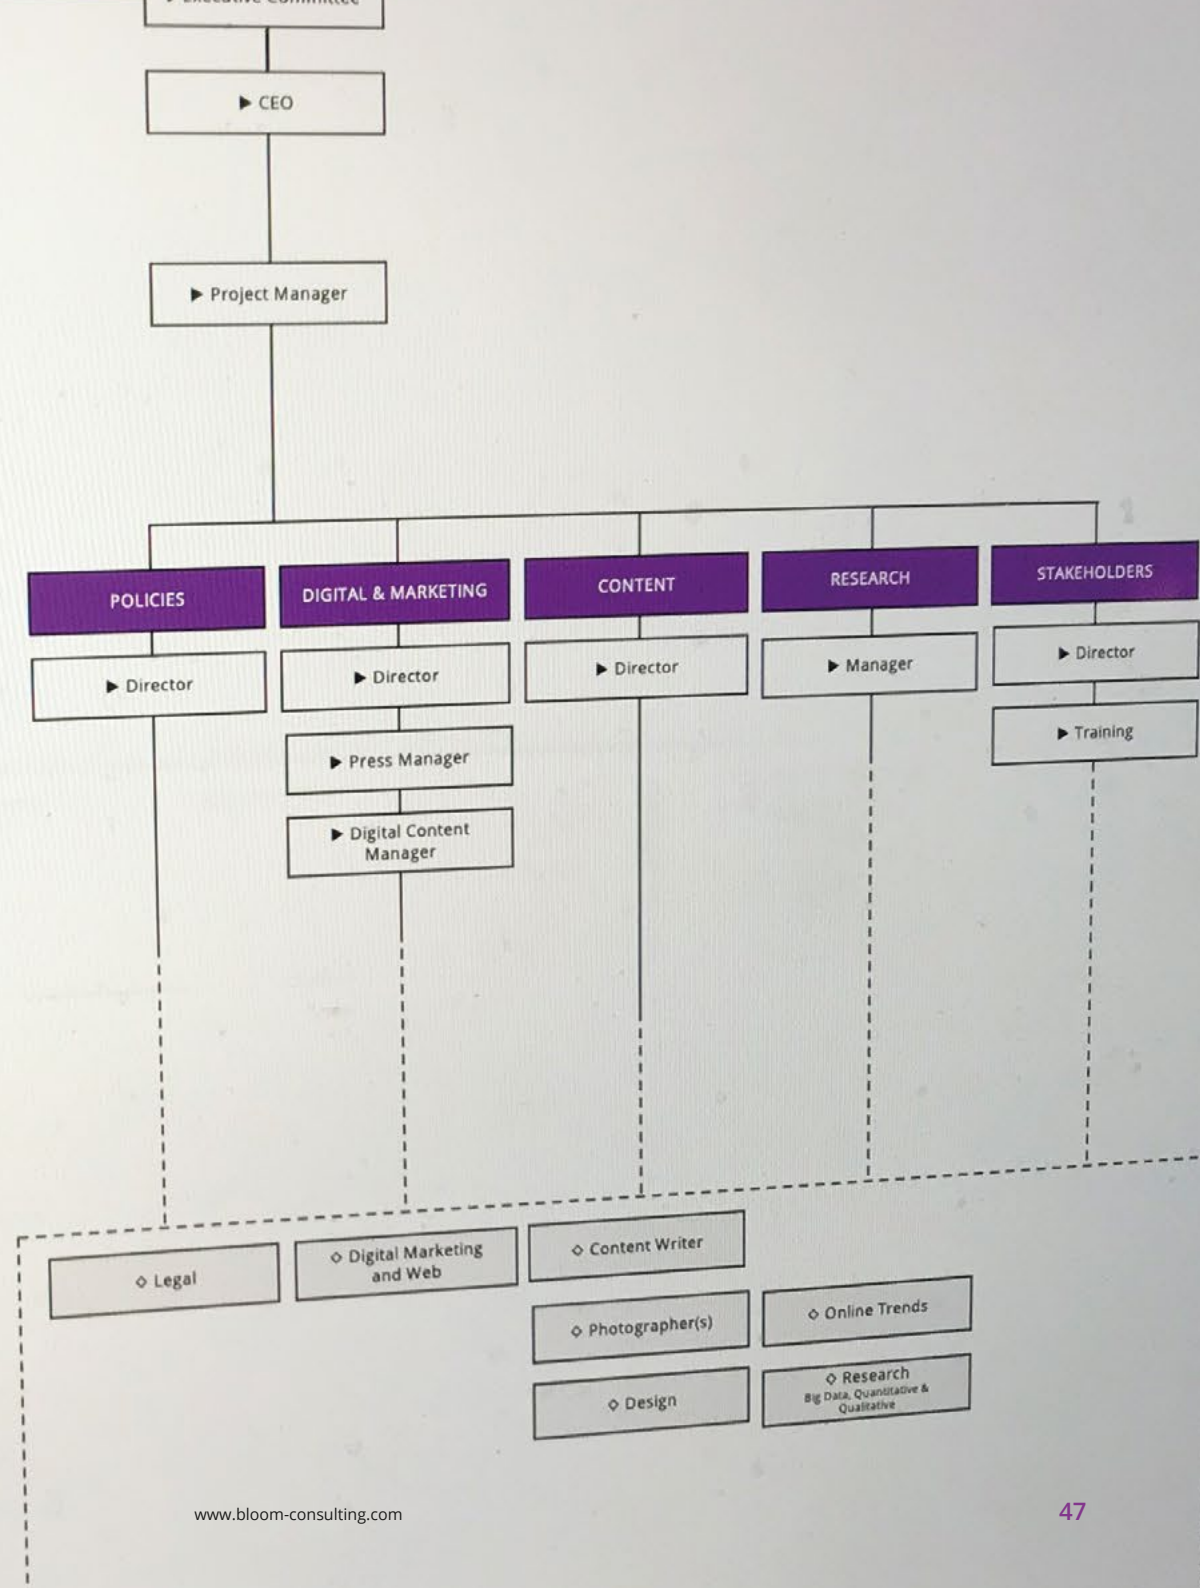 Executive Committee
► CEO
► Project Manager
POLICIES
DIGITAL & MARKETING
CONTENT
RESEARCH
STAKEHOLDERS
► Director
► Director
► Director
► Manager
► Director
► Press Manager
► Training
► Digital Content
Manager
◇ Legal
◇ Digital Marketing
and Web
◇ Content Writer
◇ Photographer(s)
◇ Online Trends
◇ Design
◇ Research
Big Data, Quantitative &
Qualitative
www.bloom-consulting.com
47